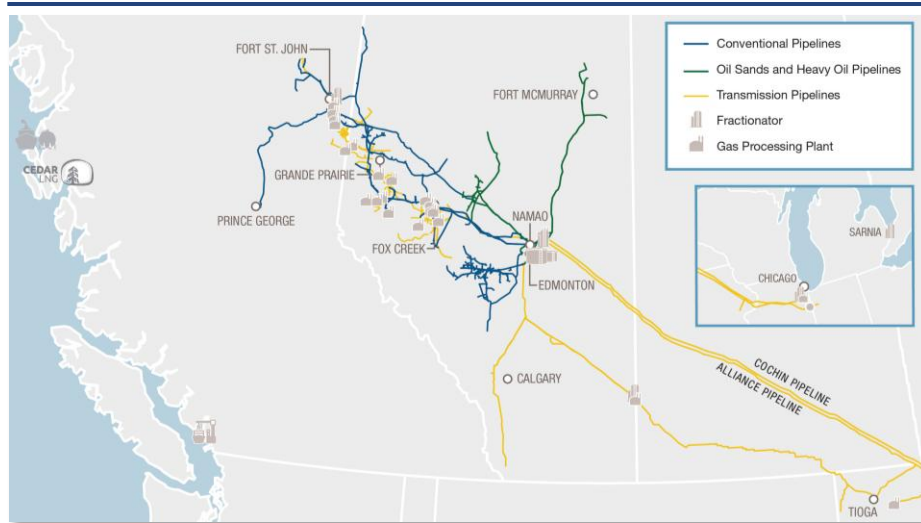 Conventional Pipelines
Oil Sands and Heavy Oil Pipelines
Transmission Pipelines
Fractionator
Gas Processing Plant
FORT ST. JOHN
FORT MCMURRAY
CEDAR
LNG
GRANDE PRAIRIE
PRINCE GEORGE
NAMAO
FOX CREEK
EDMONTON
SARNIA
CHICAGO
CALGARY
COCHIN PIPELINE
ALLIANCE PIPELINE
TIOGA